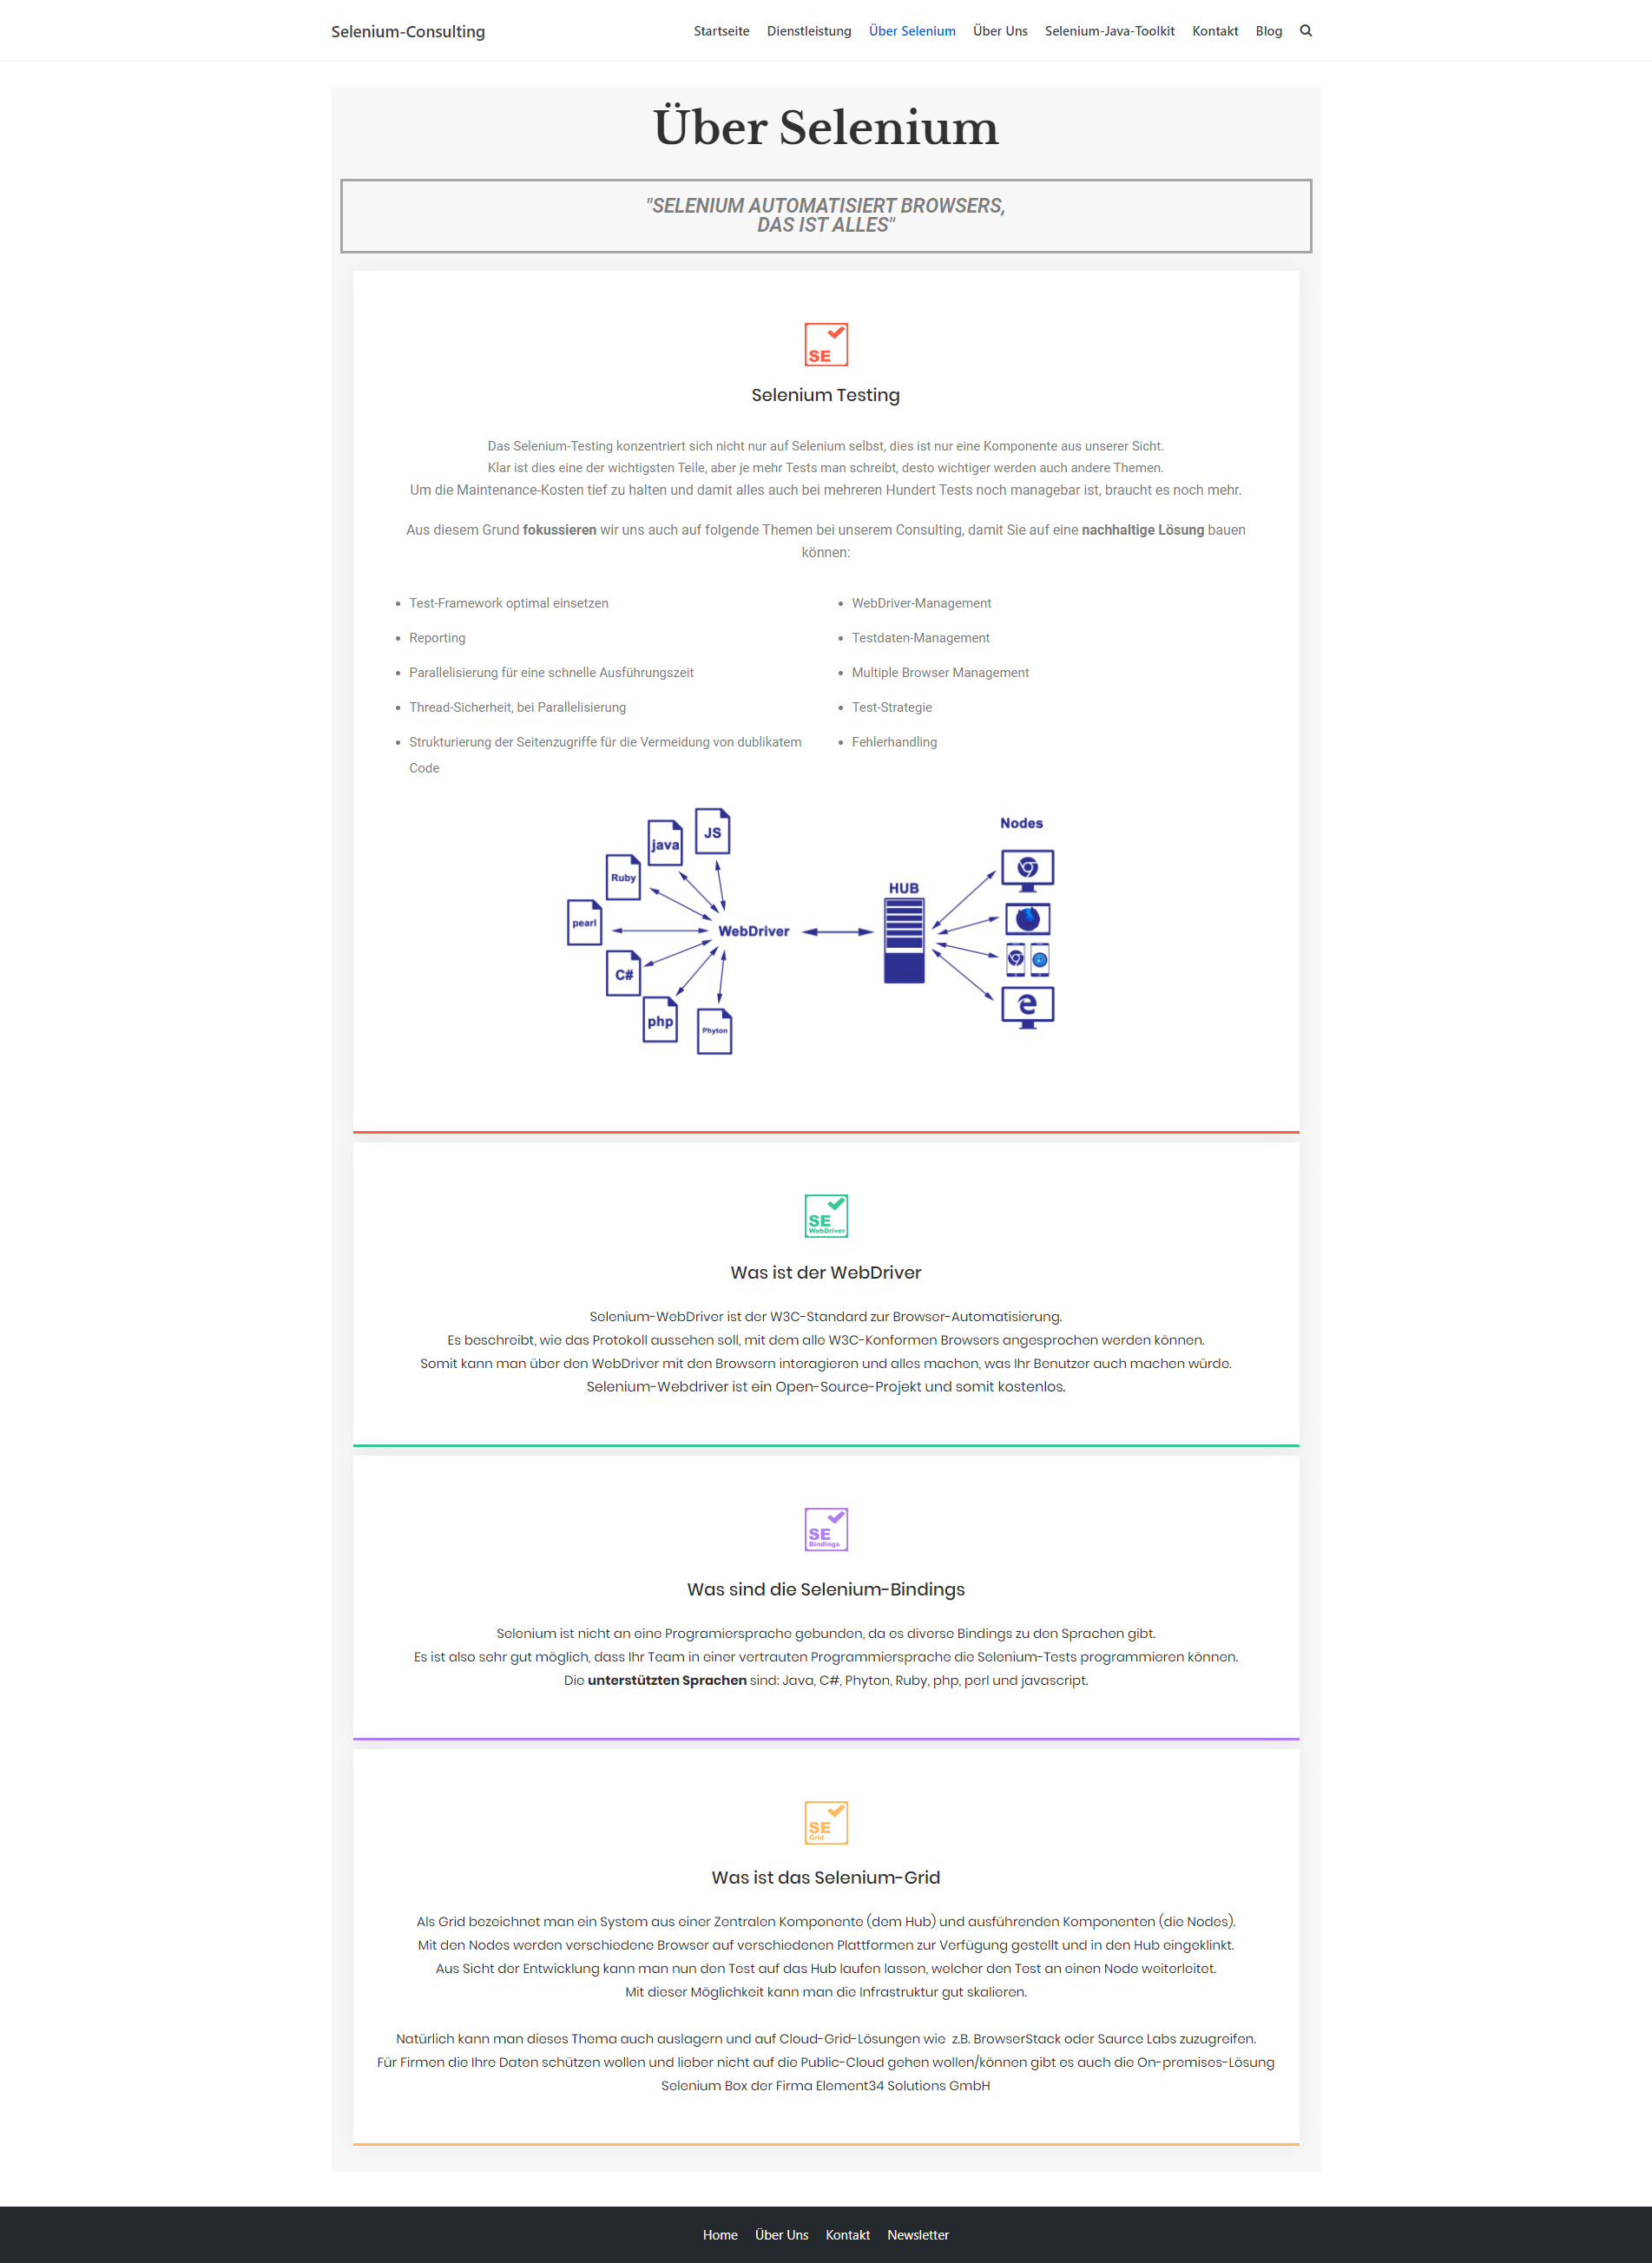 Selenium-Consulting
Startseite Dienstleistung Über Selenium Über Uns Selenium-Java-Toolkit Kontakt Blog
Über Selenium
"SELENIUM AUTOMATISIERT BROWSERS,
DAS IST ALLES"
SE
Selenium Testing
Das Selenium-Testing konzentriert sich nicht nur auf Selenium selbst, dies ist nur eine Komponente aus unserer Sicht.
Klar ist dies eine der wichtigsten Teile, aber je mehr Tests man schreibt, desto wichtiger werden auch andere Themen.
Um die Maintenance-Kosten tief zu halten und damit alles auch bei mehreren Hundert Tests noch managebar ist, braucht es noch mehr.
Aus diesem Grund fokussieren wir uns auch auf folgende Themen bei unserem Consulting, damit Sie auf eine nachhaltige Lösung bauen
können:
• Test-Framework optimal einsetzen
• Reporting
• Parallelisierung für eine schnelle Ausführungszeit
• Thread-Sicherheit, bei Parallelisierung
• Strukturierung der Seitenzugriffe für die Vermeidung von dublikatem
Code
• WebDriver-Management
• Testdaten-Management
• Multiple Browser Management
• Test-Strategie
• Fehlerhandling
JS
java
Ruby
pearl
C#
php
Phyton
WebDriver
HUB
Nodes
SE
WebDriver
Was ist der WebDriver
Selenium-WebDriver ist der W3C-Standard zur Browser-Automatisierung.
Es beschreibt, wie das Protokoll aussehen soll, mit dem alle W3C-Konformen Browsers angesprochen werden können.
Somit kann man über den WebDriver mit den Browsern interagieren und alles machen, was Ihr Benutzer auch machen würde.
Selenium-Webdriver ist ein Open-Source-Projekt und somit kostenlos.
SE
Bindings
Was sind die Selenium-Bindings
Selenium ist nicht an eine Programiersprache gebunden, da es diverse Bindings zu den Sprachen gibt.
Es ist also sehr gut möglich, dass Ihr Team in einer vertrauten Programmiersprache die Selenium-Tests programmieren können.
Die unterstützten Sprachen sind: Java, C#, Phyton, Ruby, php, perl und javascript.
SE
Grid
Was ist das Selenium-Grid
Als Grid bezeichnet man ein System aus einer Zentralen Komponente (dem Hub) und ausführenden Komponenten (die Nodes).
Mit den Nodes werden verschiedene Browser auf verschiedenen Plattformen zur Verfügung gestellt und in den Hub eingeklinkt.
Aus Sicht der Entwicklung kann man nun den Test auf das Hub laufen lassen, welcher den Test an einen Node weiterleitet.
Mit dieser Möglichkeit kann man die Infrastruktur gut skalieren.
Natürlich kann man dieses Thema auch auslagern und auf Cloud-Grid-Lösungen wie z.B. BrowserStack oder Saurce Labs zuzugreifen.
Für Firmen die Ihre Daten schützen wollen und lieber nicht auf die Public-Cloud gehen wollen/können gibt es auch die On-premises-Lösung
Selenium Box der Firma Element34 Solutions GmbH
Home Über Uns Kontakt Newsletter